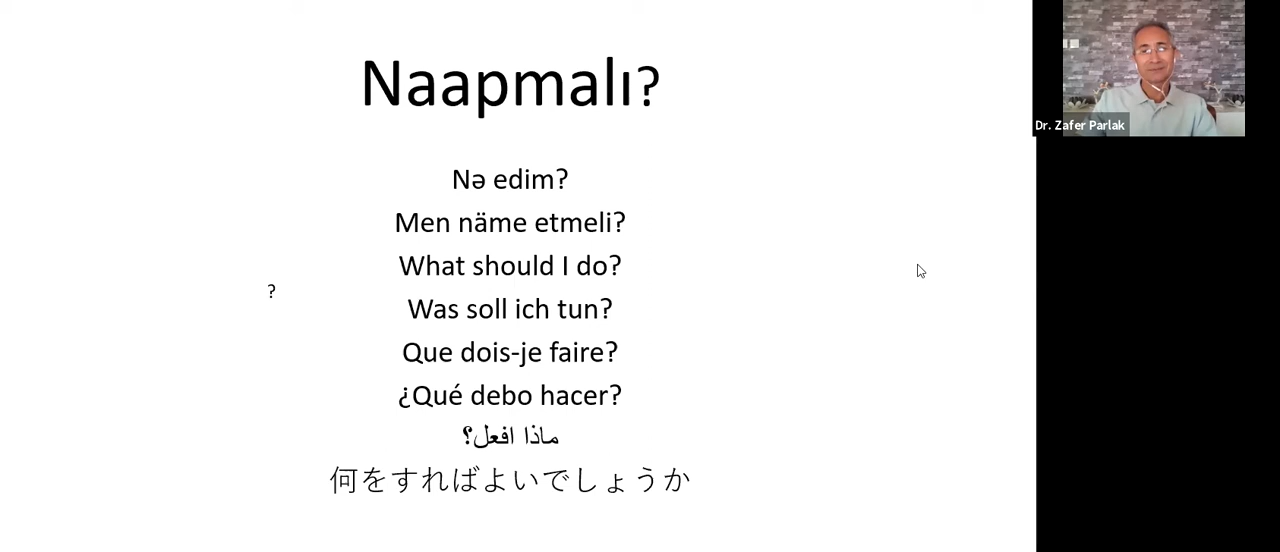 Naapmalı?
Nə edim?
Men näme etmeli?
What should I do?
?
Was soll ich tun?
Que dois-je faire?
¿Qué debo hacer?
ماذا افعل؟
何をすればよいでしょうか
Dr. Zafer Parlak